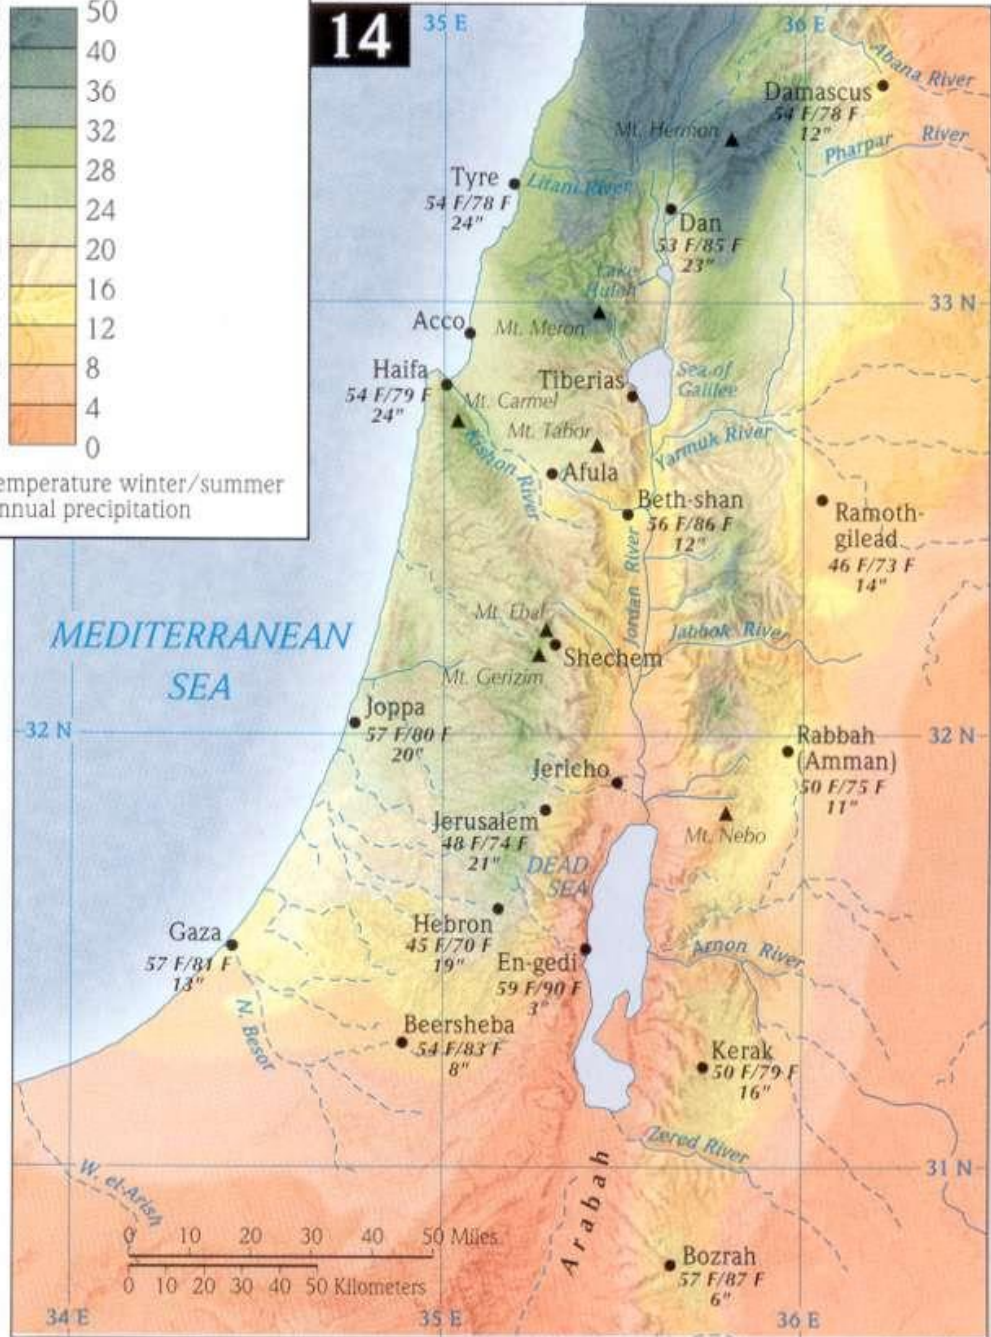 50
40
36
32
28
24
20
16
12
8
4
0
emperature winter/summer
nnual precipitation
14
35 E
36 E
Abana River
Damascus
54 F/78 F
12"
Mt. Hermon
Pharpar River
Tyre
54 F/78 F
24"
Litani River
Dan
53 F/85 F
23"
Lake
Huleh
33 N
Acco
Mt. Meron
Haifa
54 F/79 F
24"
Tiberias
Sea of
Galilee
Mt. Carmel
Mt. Tabor
Kishon River
Yarmuk River
Afula
Beth-shan
56 F/86 F
12"
Ramoth-
gilead
46 F/73 F
14"
Jordan River
MEDITERRANEAN
SEA
Mt. Ebal
Jabbok River
Shechem
Mt. Gerizim
Joppa
57 F/80 F
20"
32 N
32 N
Rabbah
(Amman)
50 F/75 F
11"
Jericho
Jerusalem
48 F/74 F
21"
Mt. Nebo
DEAD
SEA
Hebron
45 F/70 F
19"
Gaza
57 F/81 F
13"
En-gedi
59 F/90 F
3"
Arnon River
N. Besor
Beersheba
54 F/83 F
8"
Kerak
50 F/79 F
16"
Zered River
31 N
W. el-Arish
Arabah
0 10 20 30 40 50 Miles
0 10 20 30 40 50 Kilometers
Bozrah
57 F/87 F
6"
34 E
35 E
36 E